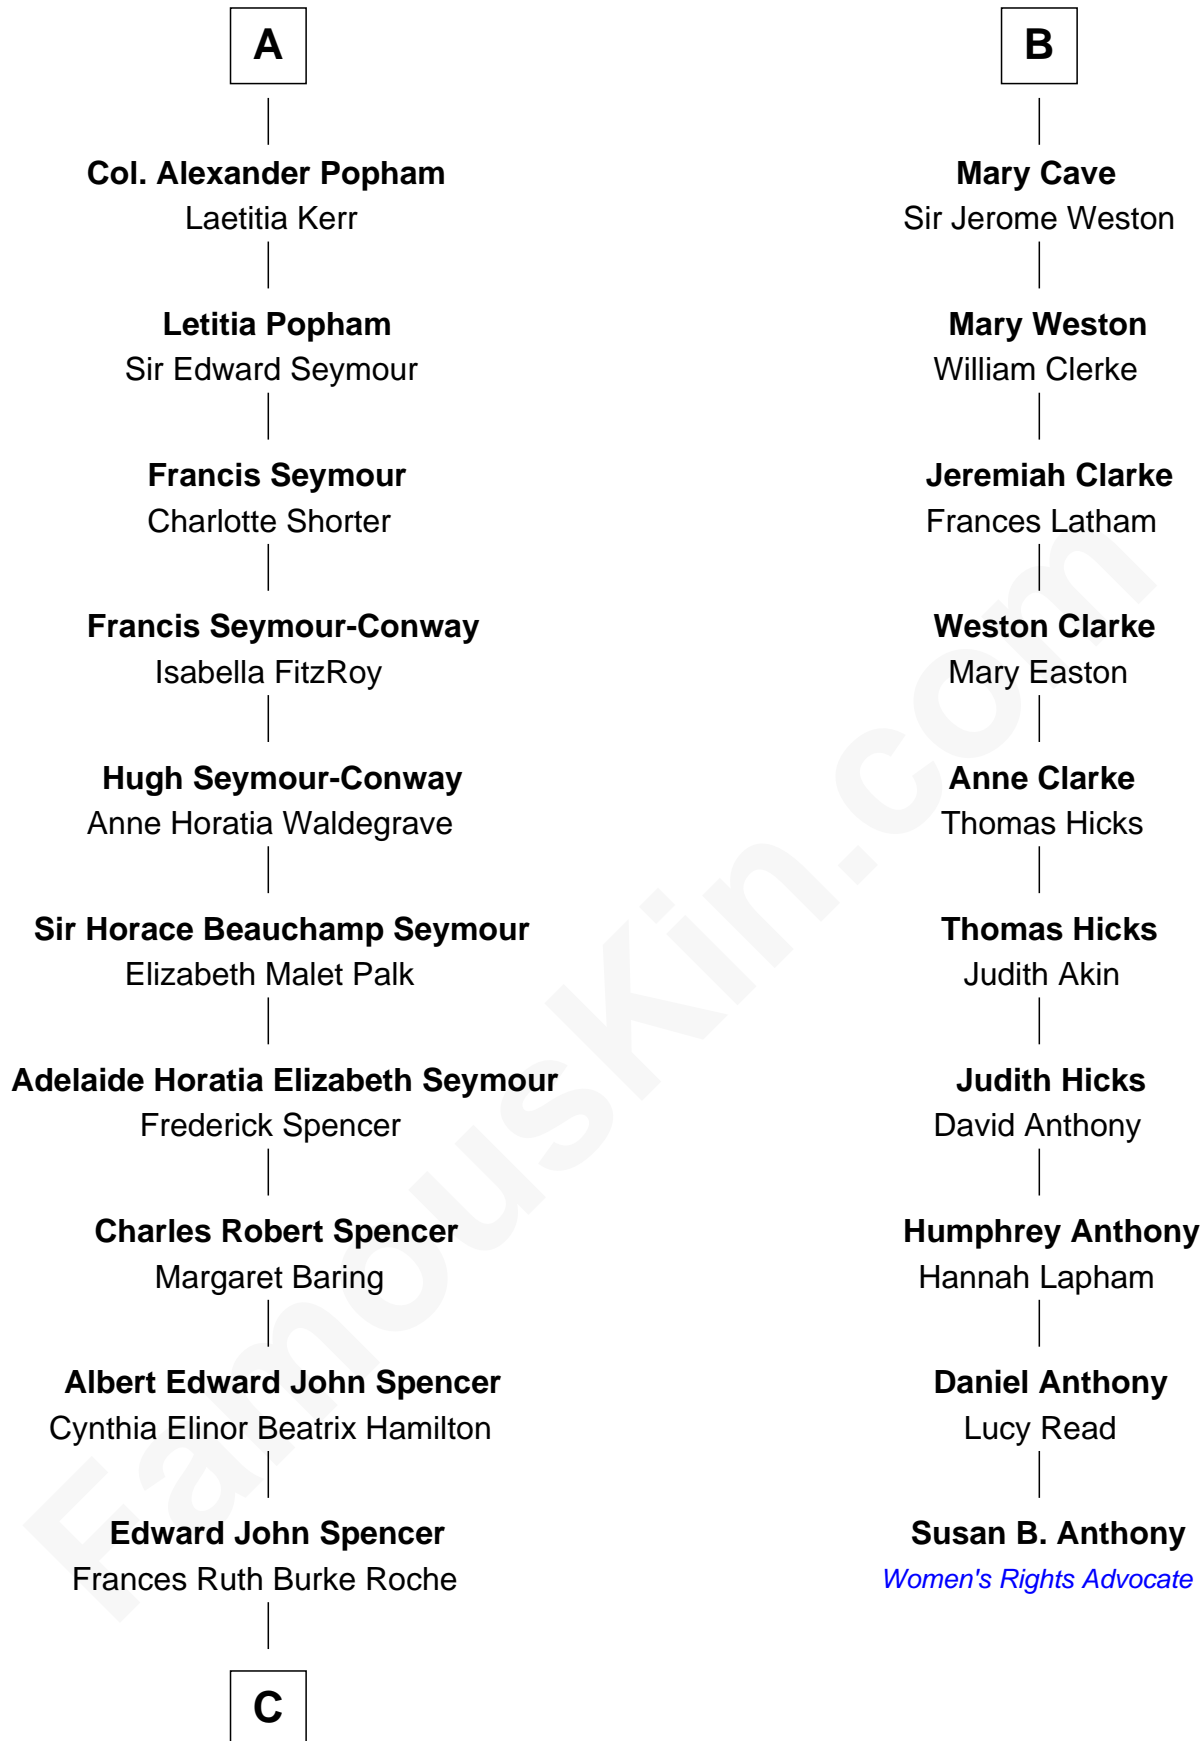 A
Col. Alexander Popham
Laetitia Kerr
Letitia Popham
Sir Edward Seymour
Francis Seymour
Charlotte Shorter
Francis Seymour-Conway
Isabella FitzRoy
Hugh Seymour-Conway
Anne Horatia Waldegrave
Sir Horace Beauchamp Seymour
Elizabeth Malet Palk
Adelaide Horatia Elizabeth Seymour
Frederick Spencer
Charles Robert Spencer
Margaret Baring
Albert Edward John Spencer
Cynthia Elinor Beatrix Hamilton
Edward John Spencer
Frances Ruth Burke Roche
C
B
Mary Cave
Sir Jerome Weston
Mary Weston
William Clerke
Jeremiah Clarke
Frances Latham
Weston Clarke
Mary Easton
Anne Clarke
Thomas Hicks
Thomas Hicks
Judith Akin
Judith Hicks
David Anthony
Humphrey Anthony
Hannah Lapham
Daniel Anthony
Lucy Read
Susan B. Anthony
Women's Rights Advocate
FamousKin.com